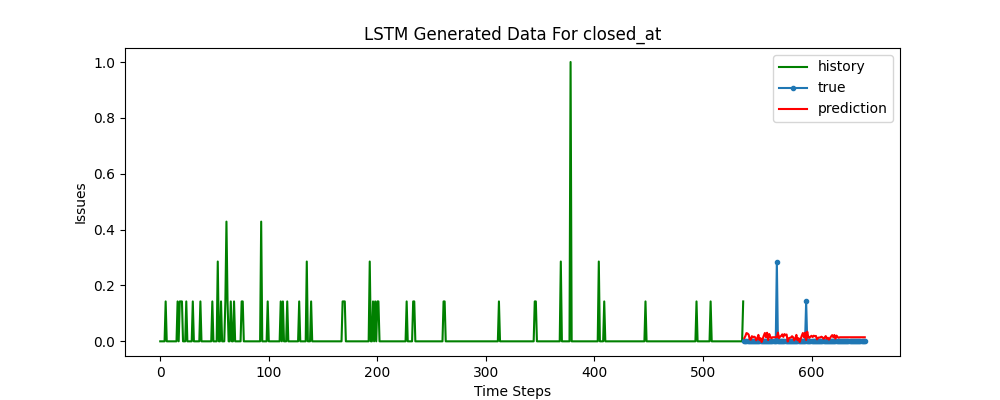 LSTM Generated Data For closed_at
history
true
prediction
1.0
0.8
0.6
0.4
0.2
0.0
Issues
0
100
200
300
400
500
600
Time Steps